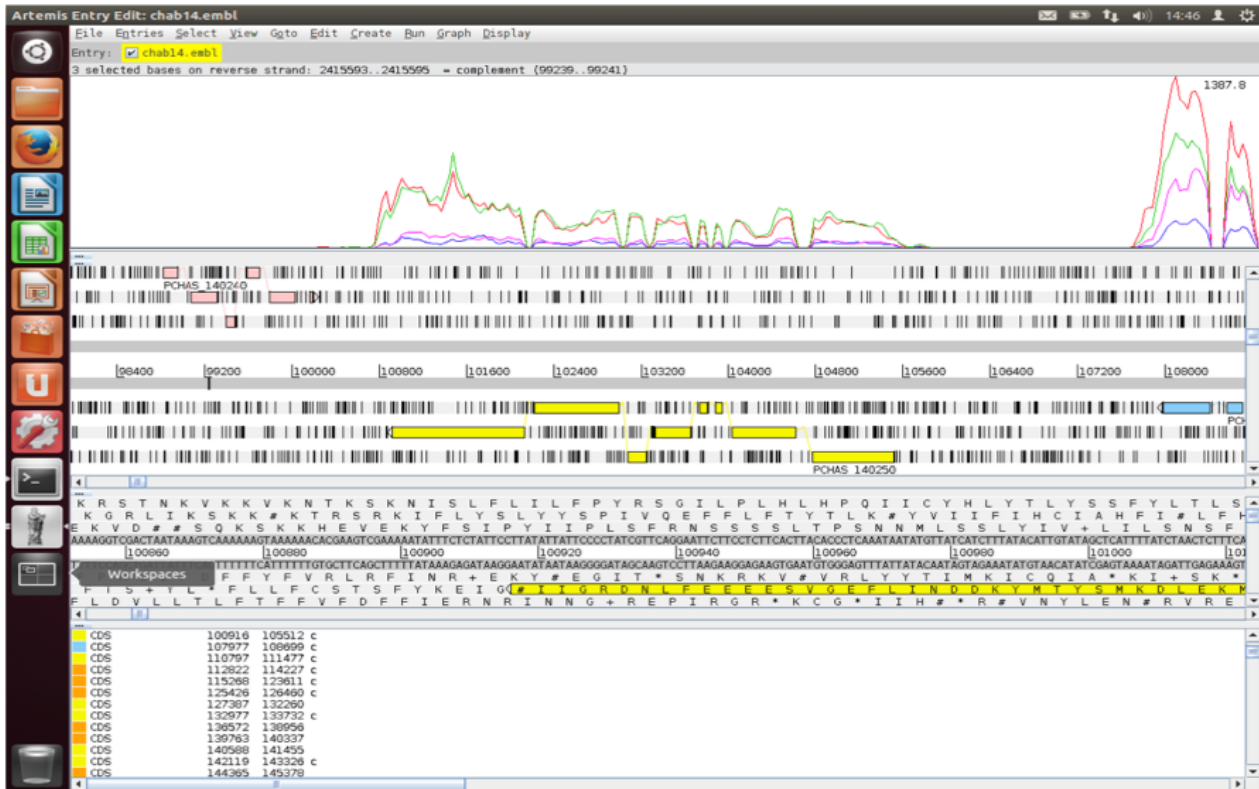 Artemis Entry Edit: chab14.embl 14:46
File Entries Select View Goto Edit Create Run Graph Display
Entry: chab14.embl
3 selected bases on reverse strand: 2415593..2415595 = complement (99239..99241)
1387.8
PCHAS_140240
98400 99200 100000 100800 101600 102400 103200 104000 104800 105600 106400 107200 108000
PCH
PCHAS_140250
K R S T N K V K K V K N T K S K N I S L F L I L F P Y R S G I L P L H L H P Q I I C Y H L Y T L Y S S F Y L T L S
K G R L I K S K K # K T R S R K I F L Y S L Y Y S P I V Q E F L F T Y T L K # Y V I I F I H C I A H F I # L F H
E K V D # # S Q K S K K H E V E K Y F S I P Y I I P L S F R N S S S S L T P S N N M L S S L Y I V + L I L S N S F
100860 100880 100900 100920 100940 100960 100980 101000 101
Workspaces
D F F Y F V R L R F I N R + E K Y # E G I T * S N K R K V # V R L Y Y T I M K I C Q I A * K I + S K *
F T S + Y L * F L L F C S T S F Y K E I G # I I G R D N L F E E E E S V G E F L I N D D K Y M T Y S M K D L E K M
F L D V L L T L F T F F V F D F F I E R N R I N N G + R E P I R G R * K C G * I I H # * R # V N Y L E N # R V R E
CDS 100916 105512 c
CDS 107977 108699 c
CDS 110797 111477 c
CDS 112822 114227 c
CDS 115268 123611 c
CDS 125426 126460 c
CDS 127387 132260
CDS 132977 133732 c
CDS 136572 138956
CDS 139763 140337
CDS 140588 141455
CDS 142119 143326 c
CDS 144365 145378